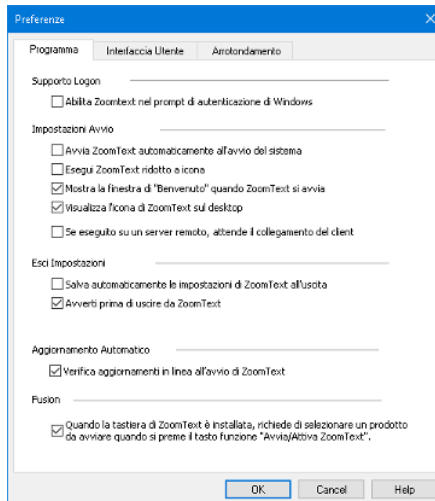 Preferenze
Programma
Interfaccia Utente
Arrotondamento
Supporto Logon
Abilita Zoomtext nel prompt di autenticazione di Windows
Impostazioni Avvio
Avvia ZoomText automaticamente all'avvio del sistema
Esegui ZoomText ridotto a icona
Mostra la finestra di "Benvenuto" quando ZoomText si avvia
Visualizza l'icona di ZoomText sul desktop
Se eseguito su un server remoto, attende il collegamento del client
Esci Impostazioni
Salva automaticamente le impostazioni di ZoomText all'uscita
Avverti prima di uscire da ZoomText
Aggiornamento Automatico
Verifica aggiornamenti in linea all'avvio di ZoomText
Fusion
Quando la tastiera di ZoomText è installata, richiede di selezionare un prodotto
da avviare quando si preme il tasto funzione "Avvia/Attiva ZoomText".
OK
Cancel
Help